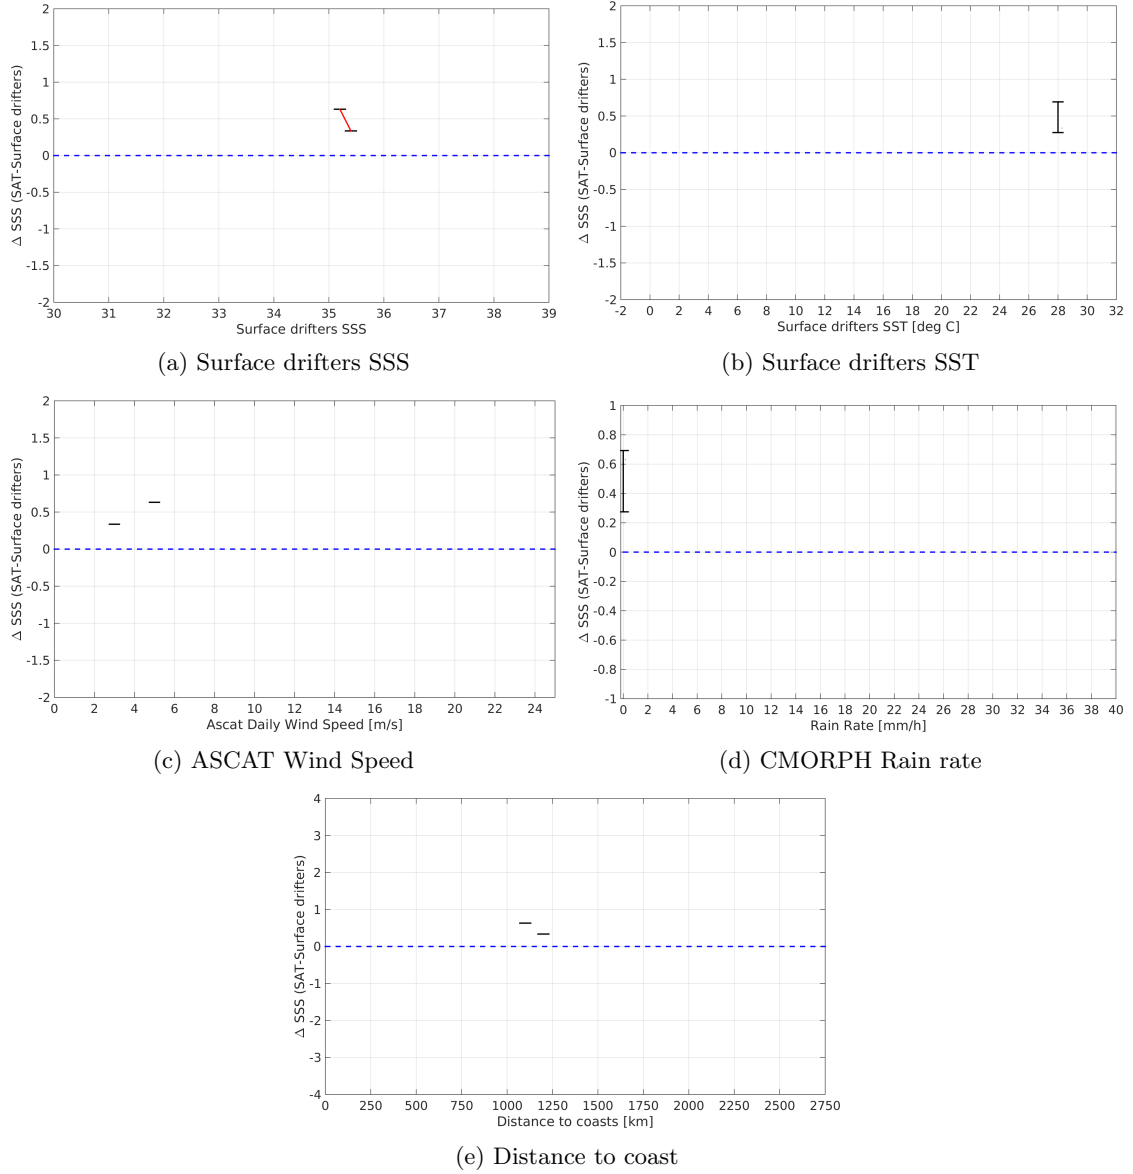 2
1.5
1
0.5
0
-0.5
-1
-1.5
-2
Δ SSS (SAT-Surface drifters)
30 31 32 33 34 35 36 37 38 39
Surface drifters SSS
(a) Surface drifters SSS
2
1.5
1
0.5
0
-0.5
-1
-1.5
-2
Δ SSS (SAT-Surface drifters)
-2 0 2 4 6 8 10 12 14 16 18 20 22 24 26 28 30 32
Surface drifters SST [deg C]
(b) Surface drifters SST
2
1.5
1
0.5
0
-0.5
-1
-1.5
-2
Δ SSS (SAT-Surface drifters)
0 2 4 6 8 10 12 14 16 18 20 22 24
Ascat Daily Wind Speed [m/s]
(c) ASCAT Wind Speed
1
0.8
0.6
0.4
0.2
0
-0.2
-0.4
-0.6
-0.8
-1
Δ SSS (SAT-Surface drifters)
0 2 4 6 8 10 12 14 16 18 20 22 24 26 28 30 32 34 36 38 40
Rain Rate [mm/h]
(d) CMORPH Rain rate
4
3
2
1
0
-1
-2
-3
-4
Δ SSS (SAT-Surface drifters)
0 250 500 750 1000 1250 1500 1750 2000 2250 2500 2750
Distance to coasts [km]
(e) Distance to coast